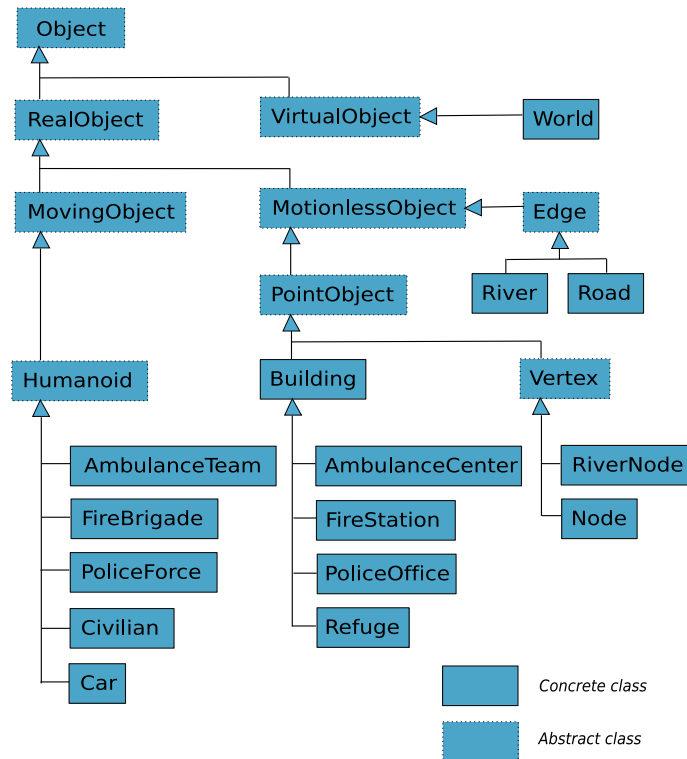 Object
RealObject
VirtualObject
World
MovingObject
MotionlessObject
Edge
PointObject
River
Road
Humanoid
Building
Vertex
AmbulanceTeam
AmbulanceCenter
RiverNode
FireBrigade
FireStation
Node
PoliceForce
PoliceOffice
Civilian
Refuge
Car
Concrete class
Abstract class